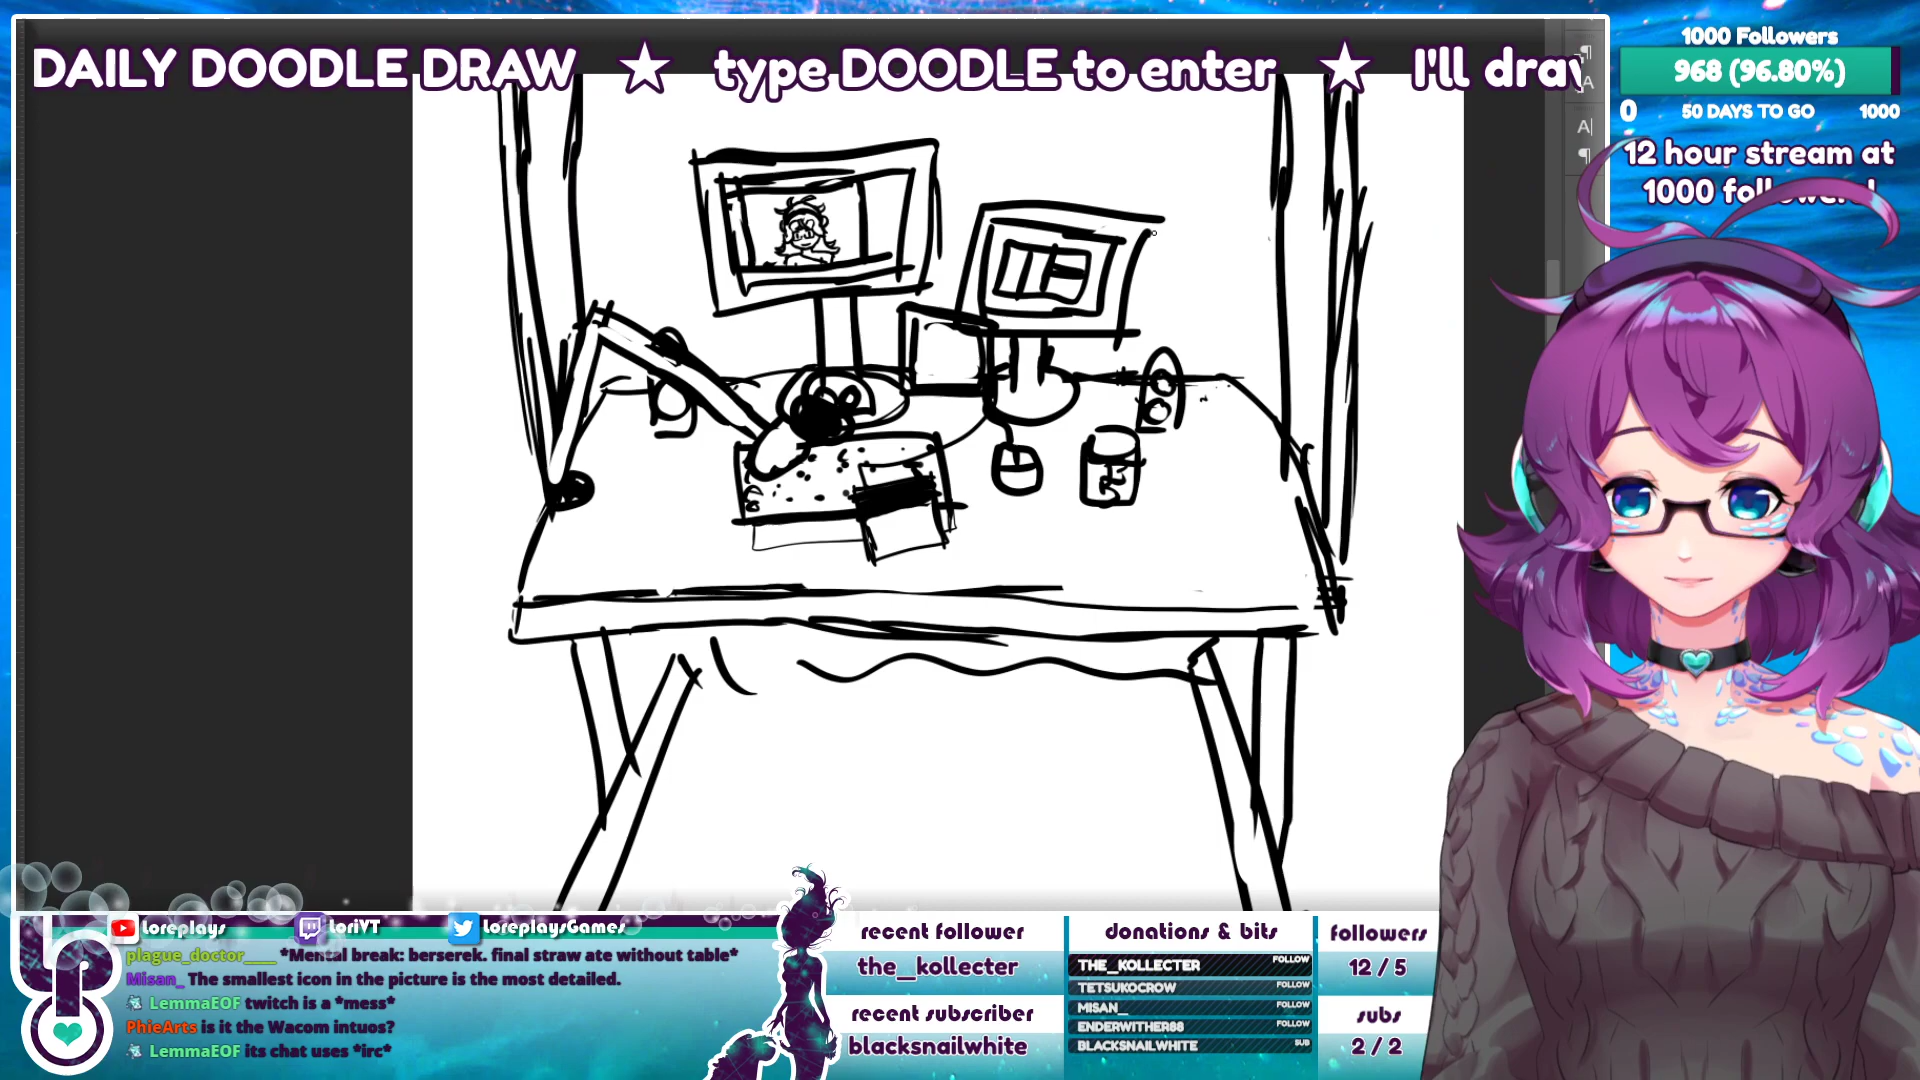 DAILY DOODLE DRAW ★ type DOODLE to enter ★ I'll draw
1000 Followers
968 (96.80%)
0 50 DAYS TO GO 1000
12 hour stream at
1000 followers!
loreplays LoriVT LoreplaysGames
plague_doctor____ *Mental break: berserek. final straw ate without table*
Misan_ The smallest icon in the picture is the most detailed.
LemmaEOF twitch is a *mess*
PhieArts is it the Wacom intuos?
LemmaEOF its chat uses *irc*
recent follower
the_kollecter
recent subscriber
blacksnailwhite
donations & bits
THE_KOLLECTER FOLLOW
TETSUKOCROW FOLLOW
MISAN_ FOLLOW
ENDERWITHER88 FOLLOW
BLACKSNAILWHITE SUB
followers
12 / 5
subs
2 / 2